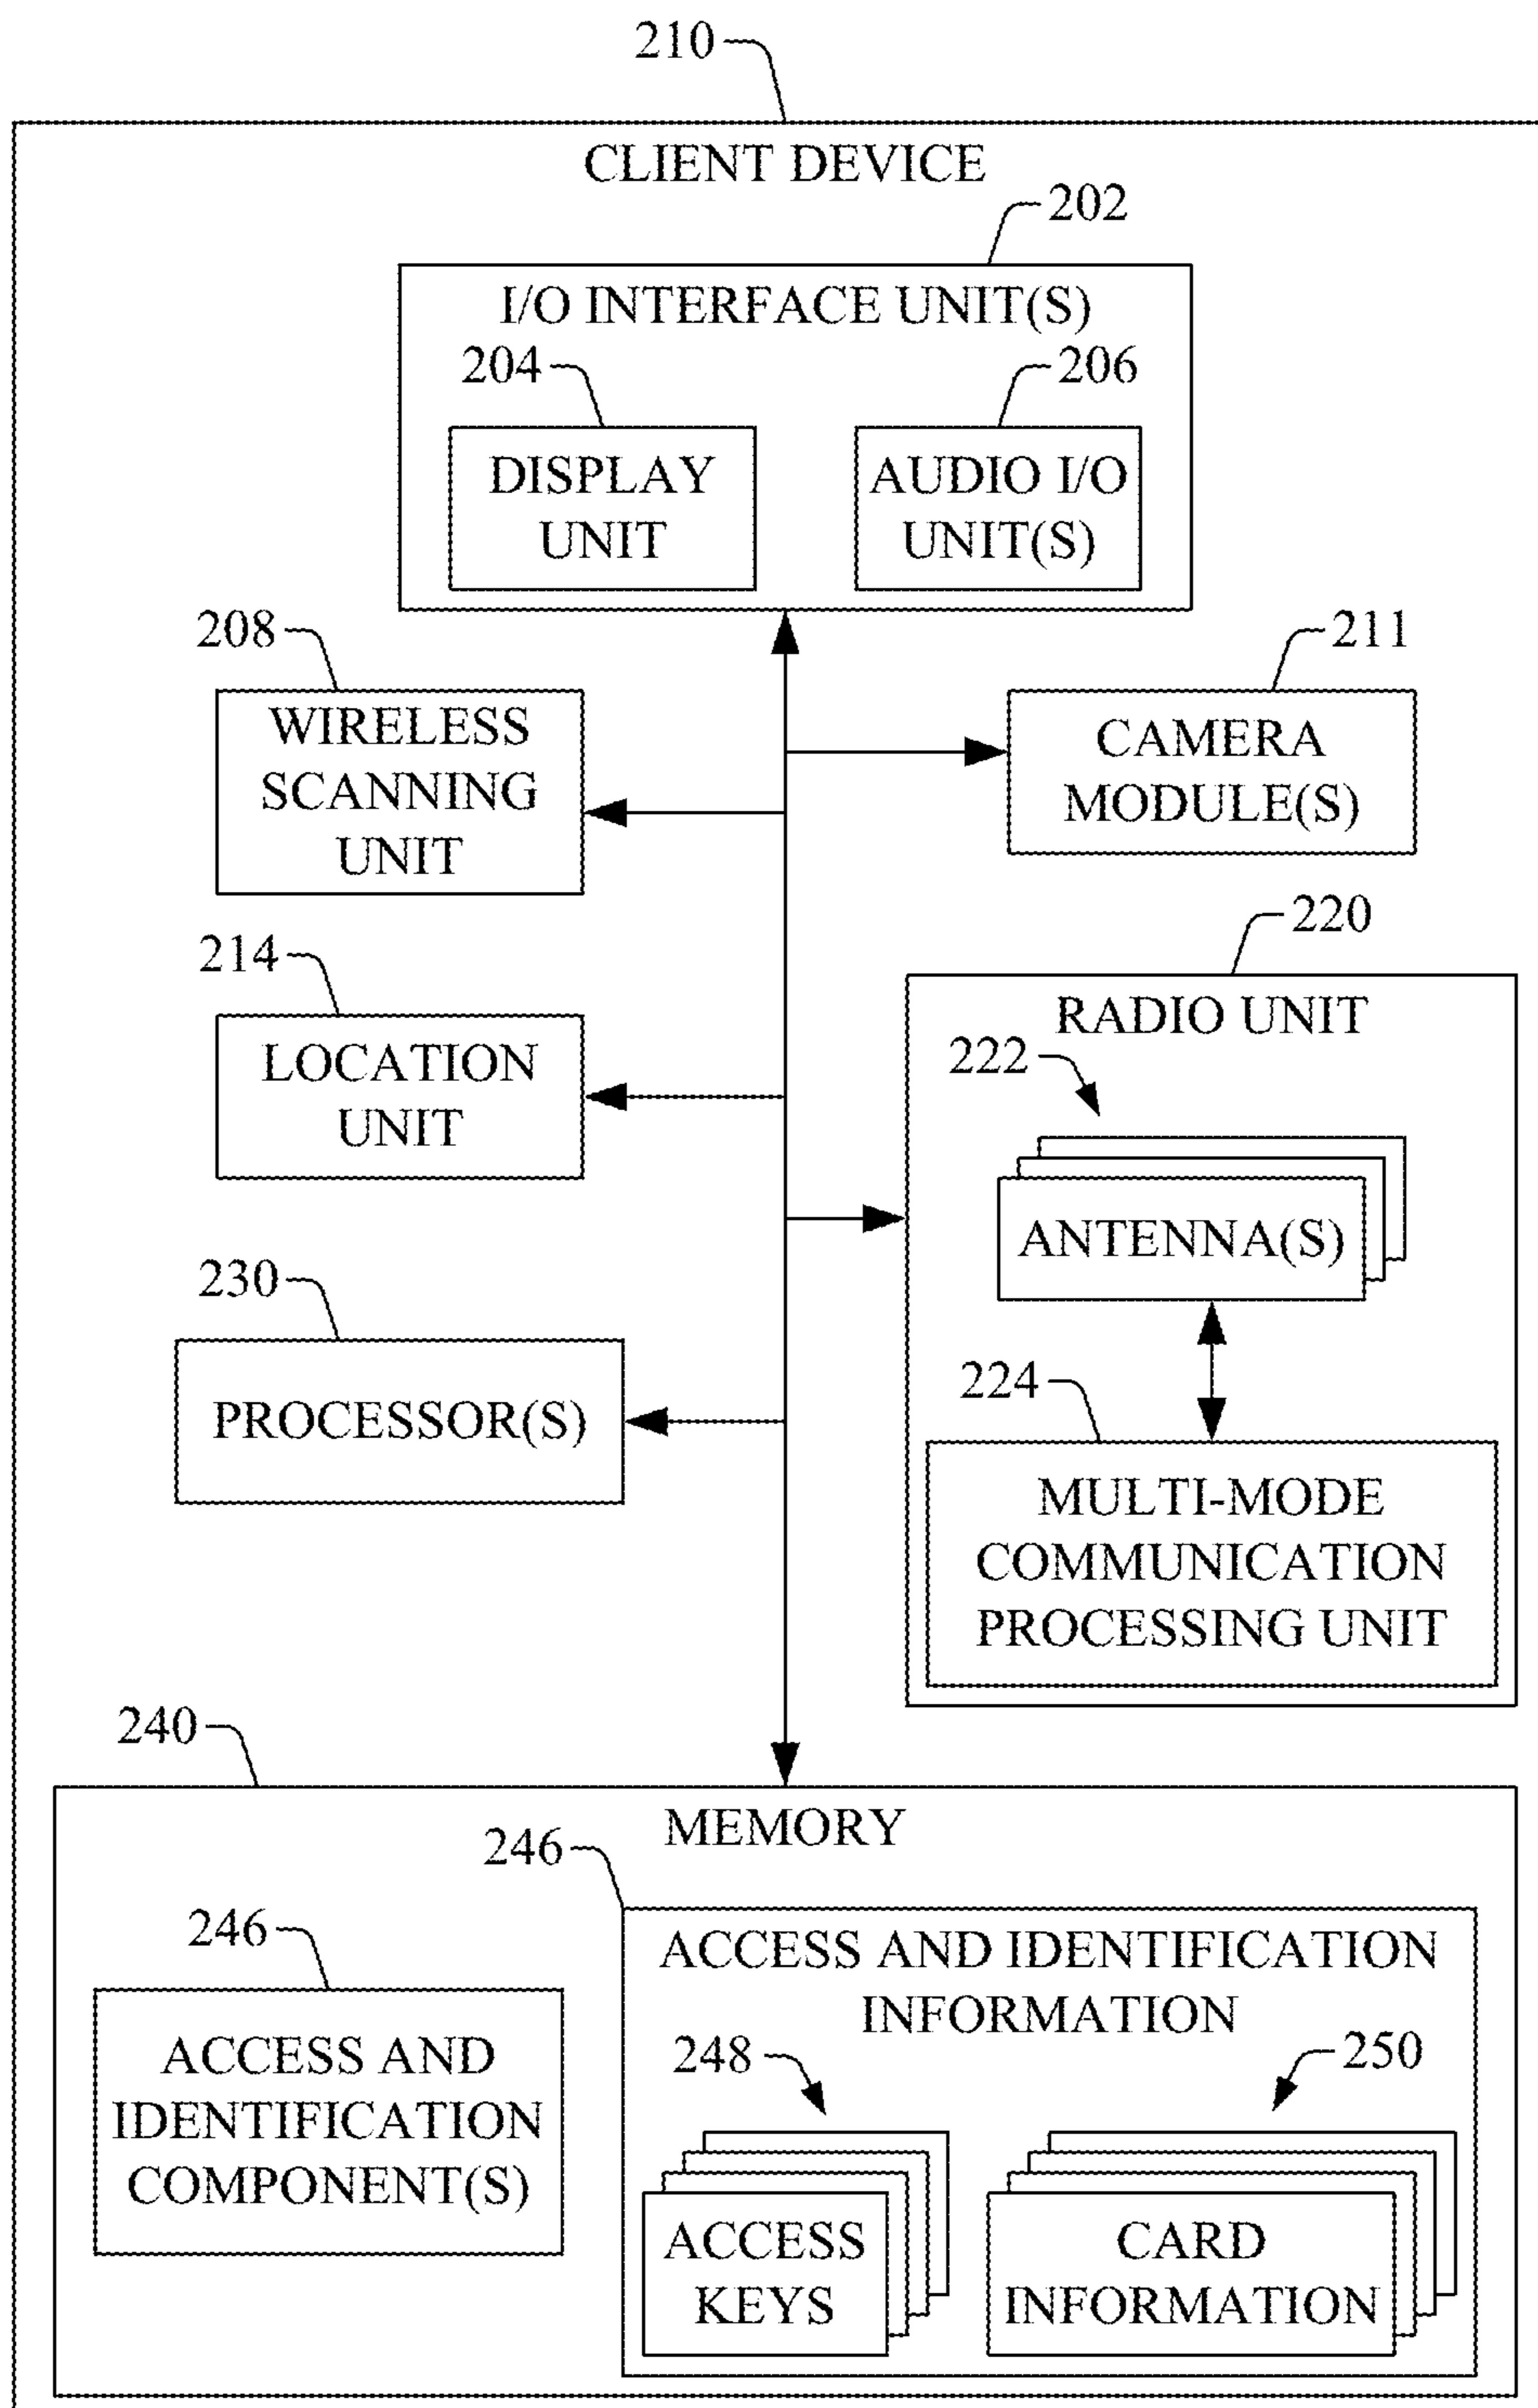 210
CLIENT DEVICE
202
I/O INTERFACE UNIT(S)
204
206
DISPLAY
UNIT
AUDIO I/O
UNIT(S)
208
211
WIRELESS
SCANNING
UNIT
CAMERA
MODULE(S)
214
220
LOCATION
UNIT
RADIO UNIT
222
ANTENNA(S)
230
PROCESSOR(S)
224
MULTI-MODE
COMMUNICATION
PROCESSING UNIT
240
MEMORY
246
246
ACCESS AND IDENTIFICATION
INFORMATION
ACCESS AND
IDENTIFICATION
COMPONENT(S)
248
250
ACCESS
KEYS
CARD
INFORMATION